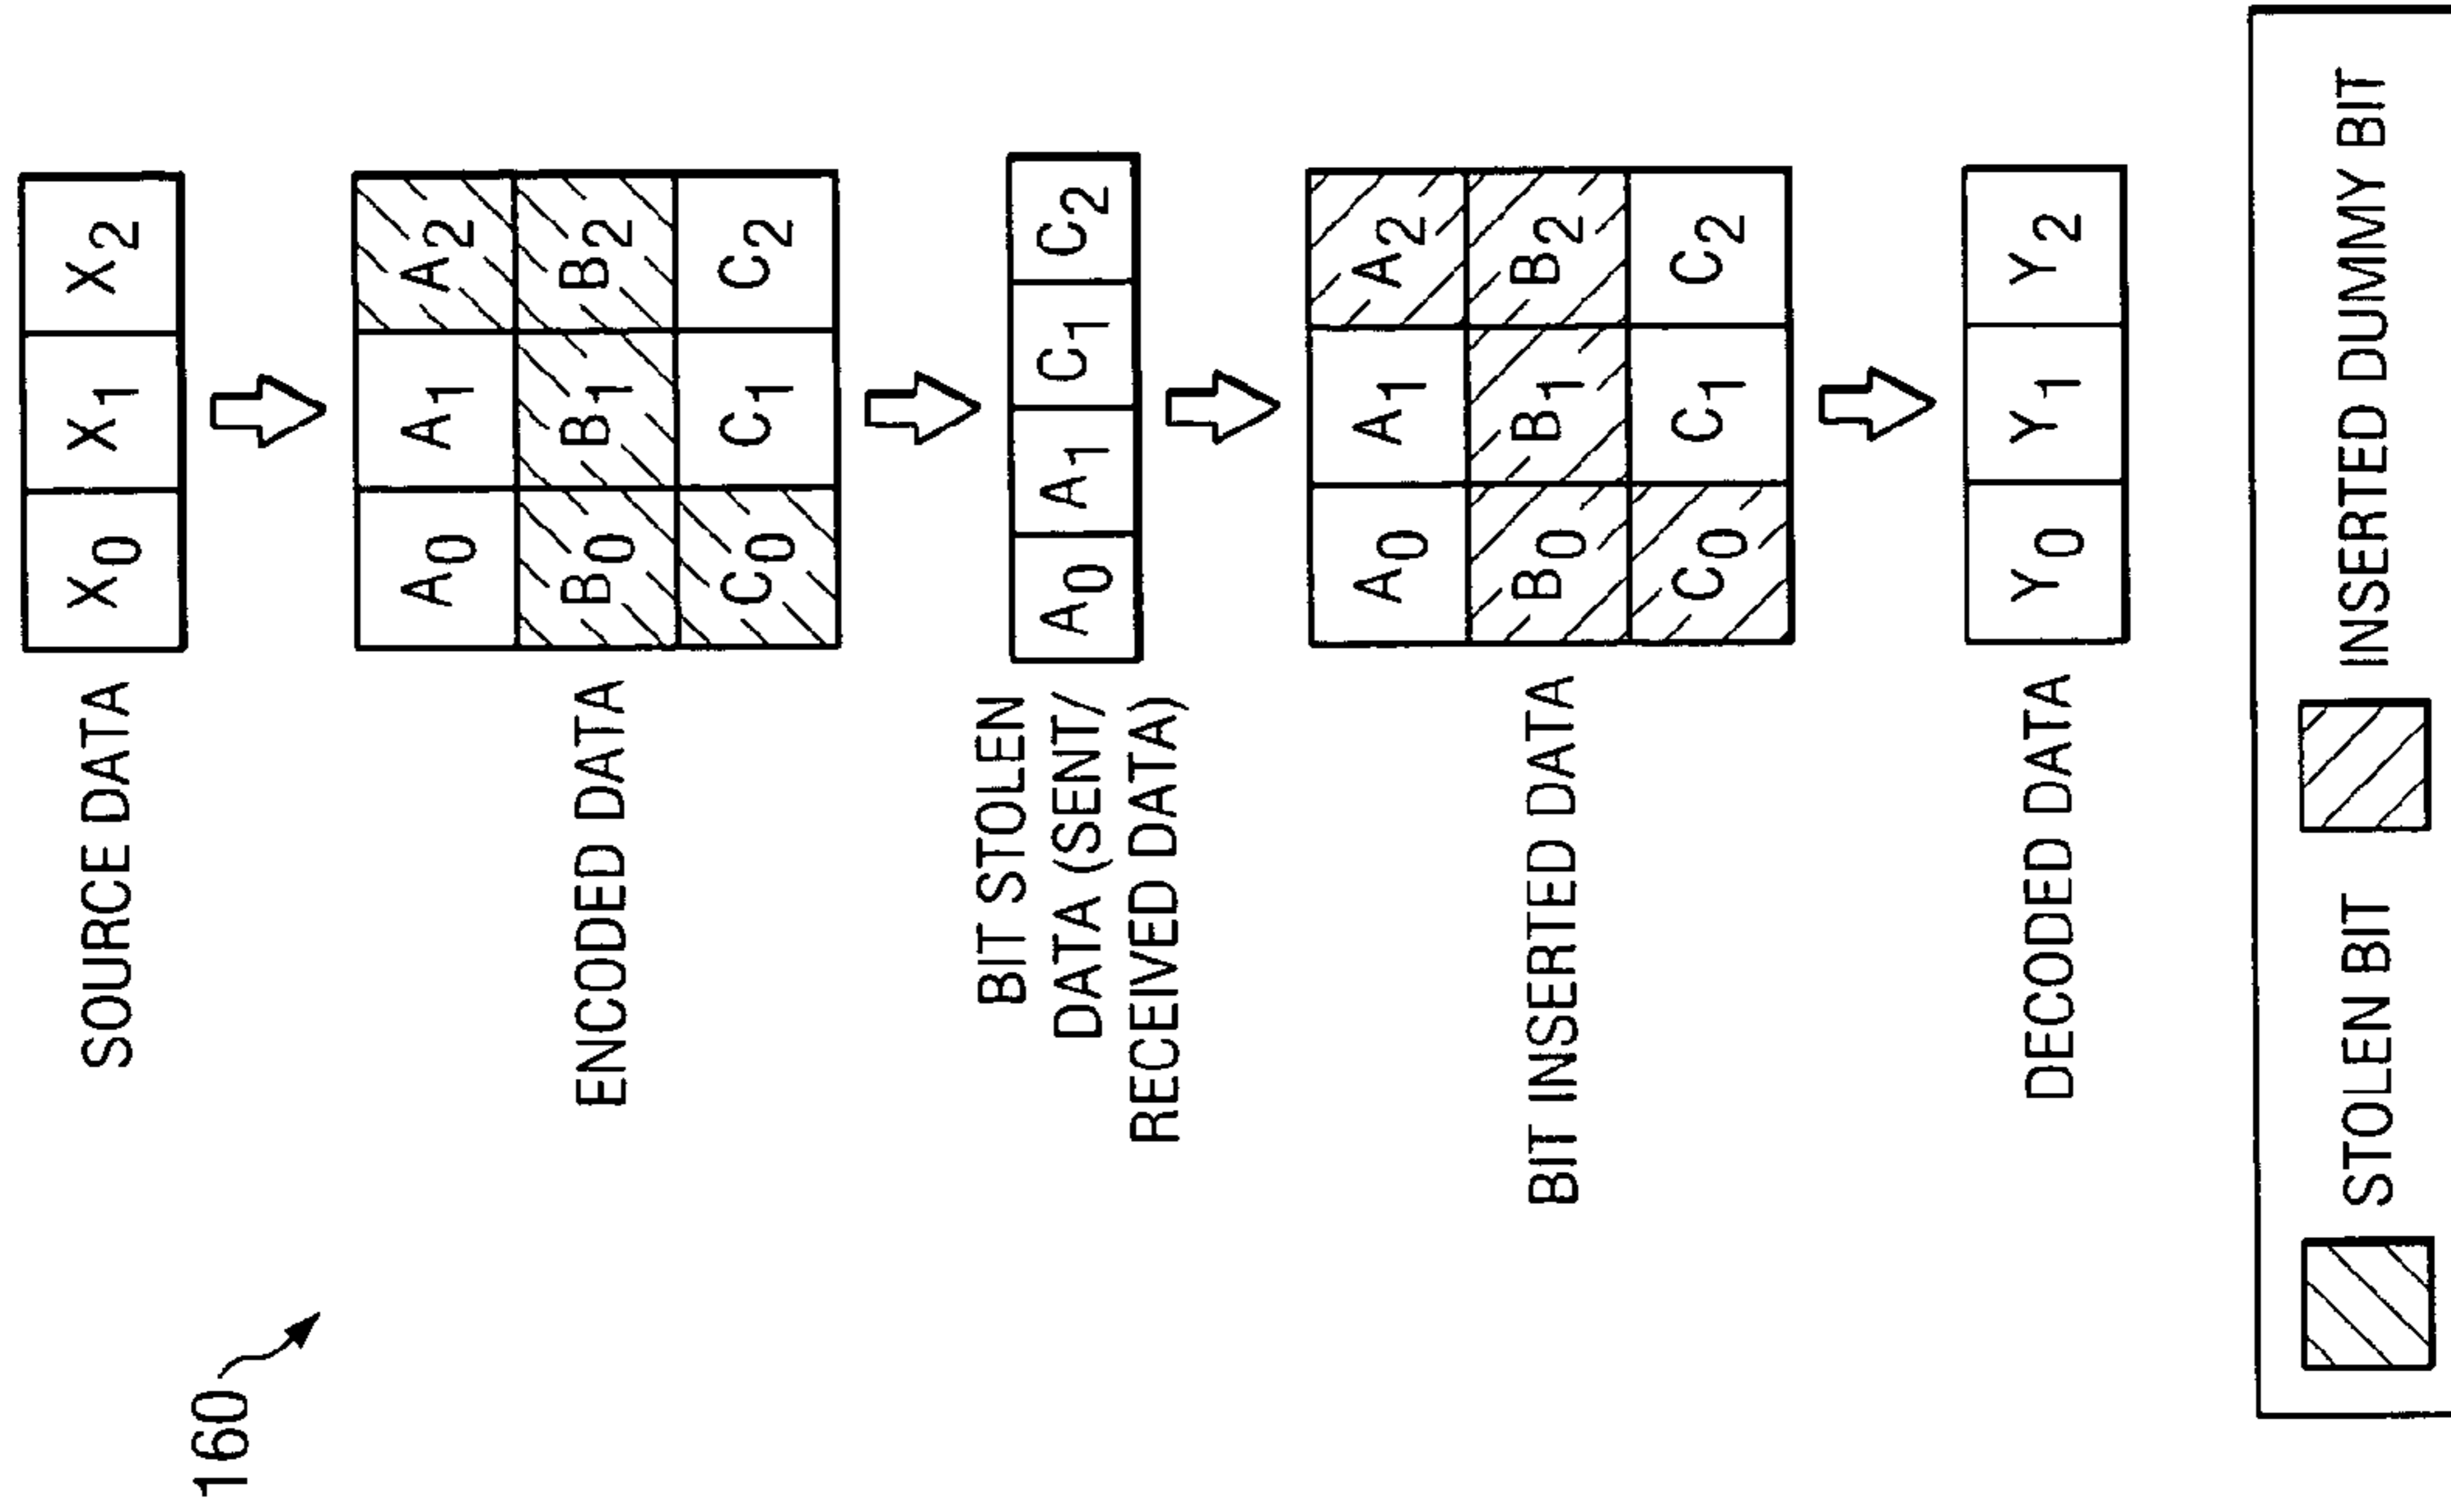 160
SOURCE DATA
X0 X1 X2
ENCODED DATA
A0 A1 A2
B0 B1 B2
C0 C1 C2
BIT STOLEN
DATA (SENT/
RECEIVED DATA)
A0 A1 C1 C2
BIT INSERTED DATA
A0 A1 A2
B0 B1 B2
C0 C1 C2
DECODED DATA
Y0 Y1 Y2
STOLEN BIT
INSERTED DUMMY BIT